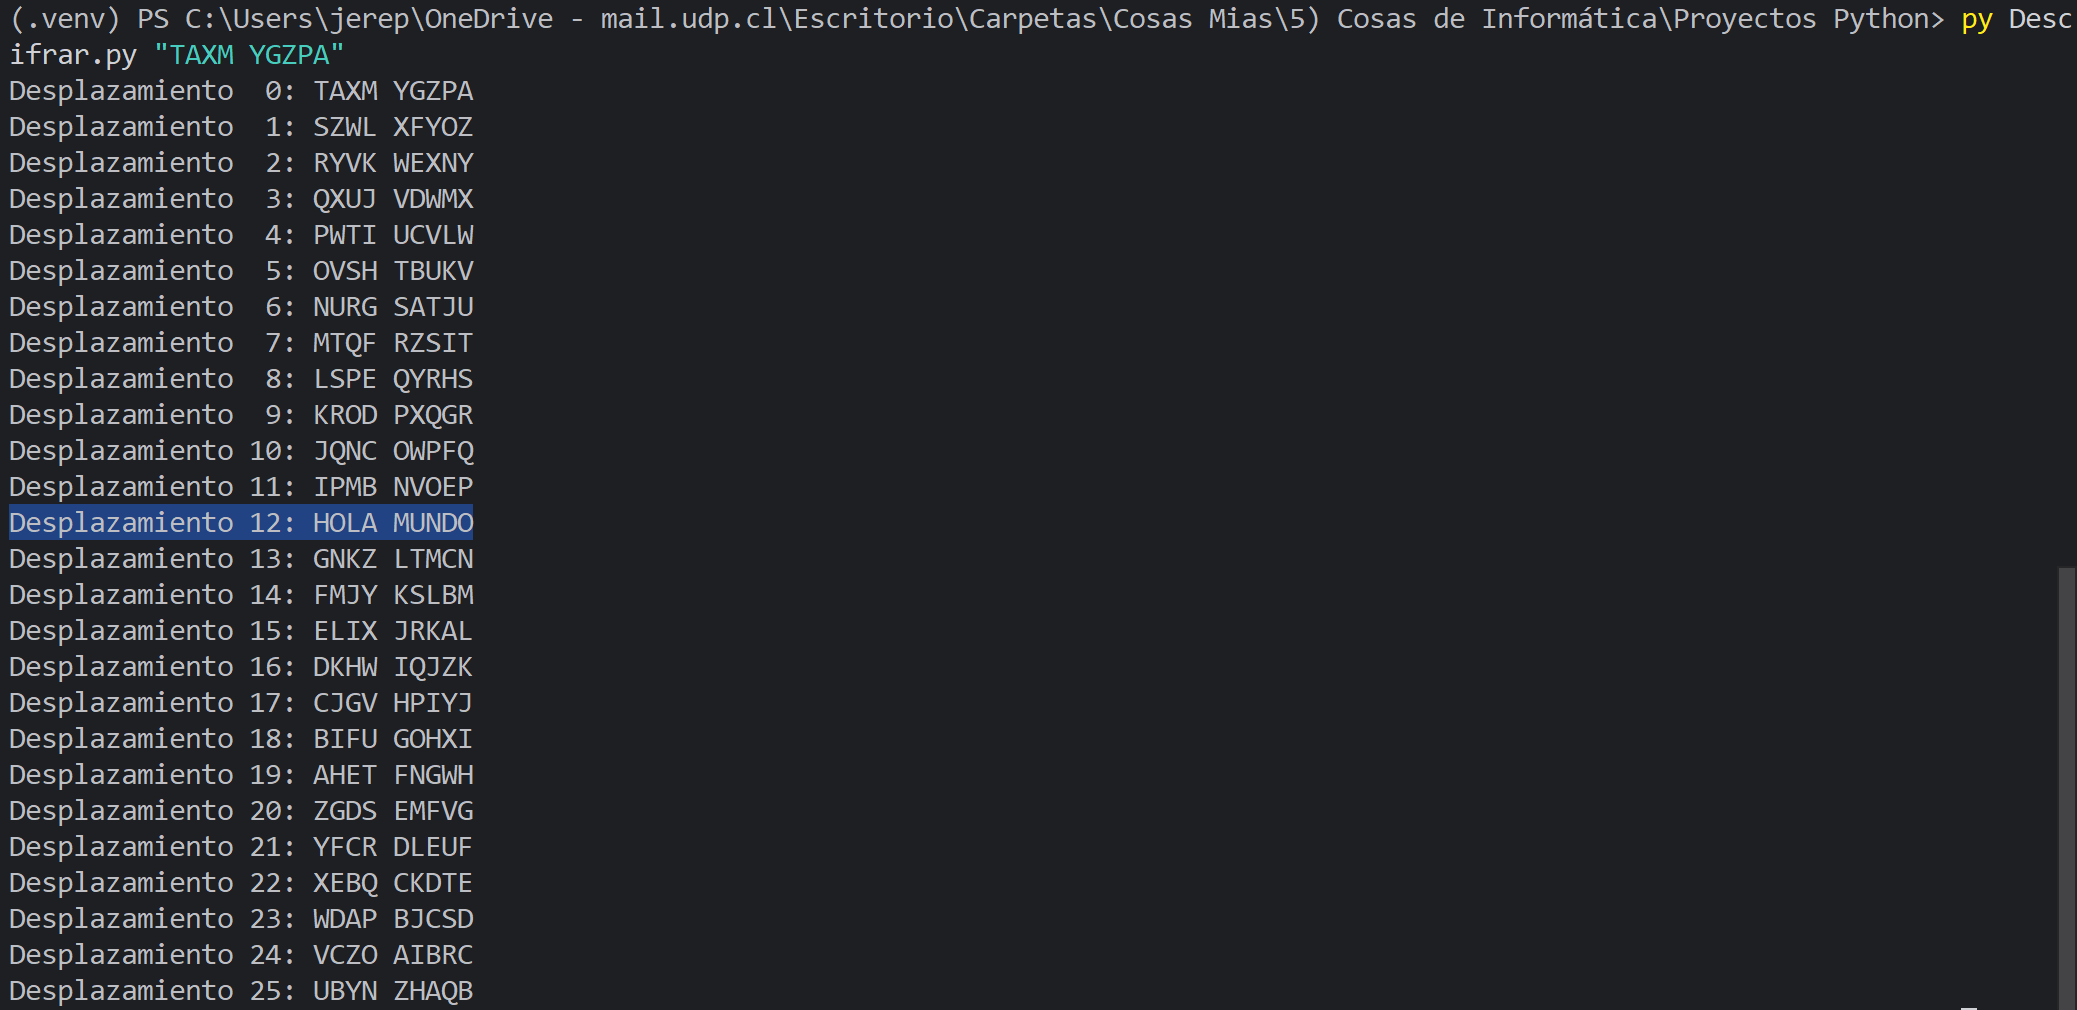 (.venv) PS C:\Users\jerep\OneDrive - mail.udp.cl\Escritorio\Carpetas\Cosas Mias\5) Cosas de Informática\Proyectos Python> py Desc
ifrar.py "TAXM YGZPA"
Desplazamiento  0: TAXM YGZPA
Desplazamiento  1: SZWL XFYOZ
Desplazamiento  2: RYVK WEXNY
Desplazamiento  3: QXUJ VDWMX
Desplazamiento  4: PWTI UCVLW
Desplazamiento  5: OVSH TBUKV
Desplazamiento  6: NURG SATJU
Desplazamiento  7: MTQF RZSIT
Desplazamiento  8: LSPE QYRHS
Desplazamiento  9: KROD PXQGR
Desplazamiento 10: JQNC OWPFQ
Desplazamiento 11: IPMB NVOEP
Desplazamiento 12: HOLA MUNDO
Desplazamiento 13: GNKZ LTMCN
Desplazamiento 14: FMJY KSLBM
Desplazamiento 15: ELIX JRKAL
Desplazamiento 16: DKHW IQJZK
Desplazamiento 17: CJGV HPIYJ
Desplazamiento 18: BIFU GOHXI
Desplazamiento 19: AHET FNGWH
Desplazamiento 20: ZGDS EMFVG
Desplazamiento 21: YFCR DLEUF
Desplazamiento 22: XEBQ CKDTE
Desplazamiento 23: WDAP BJCSD
Desplazamiento 24: VCZO AIBRC
Desplazamiento 25: UBYN ZHAQB